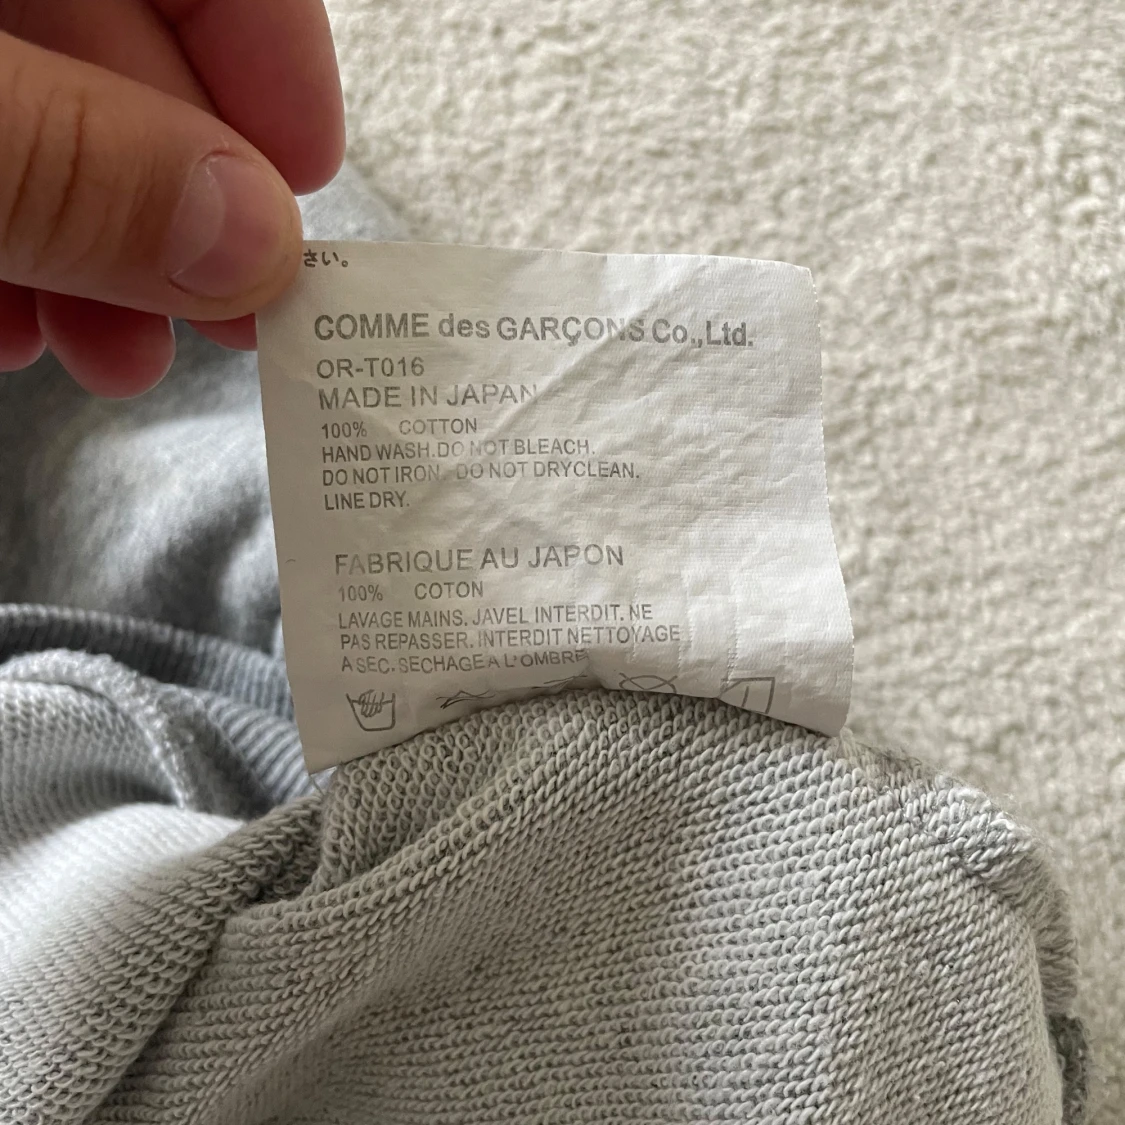 さい。
COMME des GARÇONS Co.,Ltd.
OR-T016
MADE IN JAPAN
100% COTTON
HAND WASH.DO NOT BLEACH.
DO NOT IRON. DO NOT DRYCLEAN.
LINE DRY.
FABRIQUE AU JAPON
100% COTON
LAVAGE MAINS. JAVEL INTERDIT. NE
PAS REPASSER. INTERDIT NETTOYAGE
A SEC. SECHAGE A L'OMBRE